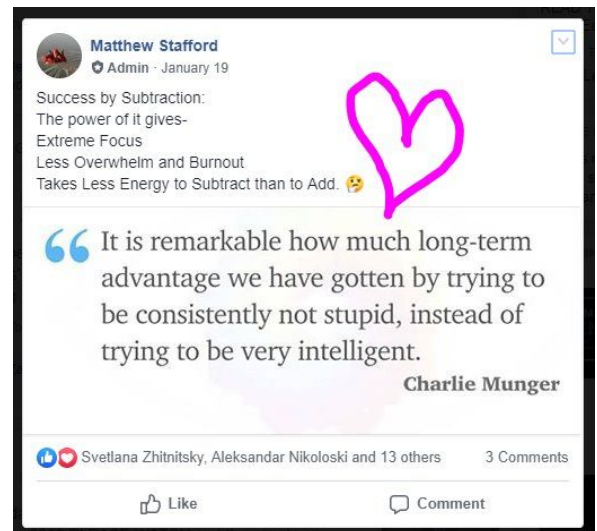 Matthew Stafford
Admin · January 19
Success by Subtraction:
The power of it gives-
Extreme Focus
Less Overwhelm and Burnout
Takes Less Energy to Subtract than to Add. 🤔
“ It is remarkable how much long-term
advantage we have gotten by trying to
be consistently not stupid, instead of
trying to be very intelligent.
Charlie Munger
Svetlana Zhitnitsky, Aleksandar Nikoloski and 13 others 3 Comments
Like Comment